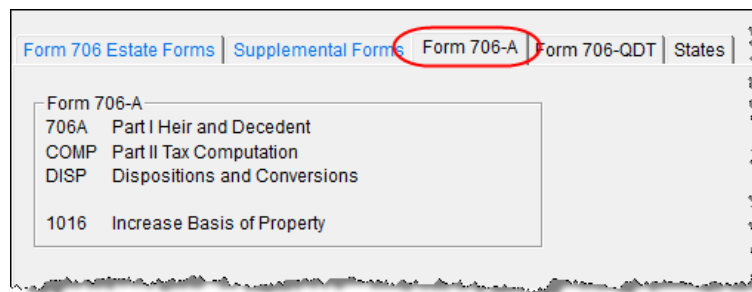 Form 706 Estate Forms Supplemental Forms Form 706-A Form 706-QDT States
Form 706-A
706A Part I Heir and Decedent
COMP Part II Tax Computation
DISP Dispositions and Conversions
1016 Increase Basis of Property